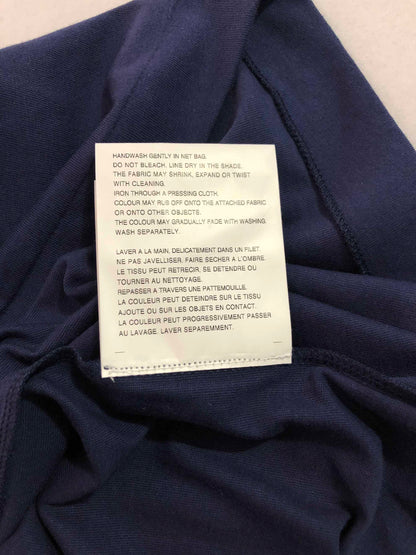 HANDWASH GENTLY IN NET BAG.
DO NOT BLEACH. LINE DRY IN THE SHADE.
THE FABRIC MAY SHRINK, EXPAND OR TWIST
WITH CLEANING.
IRON THROUGH A PRESSING CLOTH.
COLOUR MAY RUB OFF ONTO THE ATTACHED FABRIC
OR ONTO OTHER OBJECTS.
THE COLOUR MAY GRADUALLY FADE WITH WASHING.
WASH SEPARATELY.
LAVER A LA MAIN, DELICATEMENT DANS UN FILET.
NE PAS JAVELLISER. FAIRE SECHER A L'OMBRE.
LE TISSU PEUT RETRECIR, SE DETENDRE OU
TOURNER AU NETTOYAGE.
REPASSER A TRAVERS UNE PATTEMOUILLE.
LA COULEUR PEUT DETEINDRE SUR LE TISSU
AJOUTE OU SUR LES OBJETS EN CONTACT.
LA COULEUR PEUT PROGRESSIVEMENT PASSER
AU LAVAGE. LAVER SEPAREMMENT.